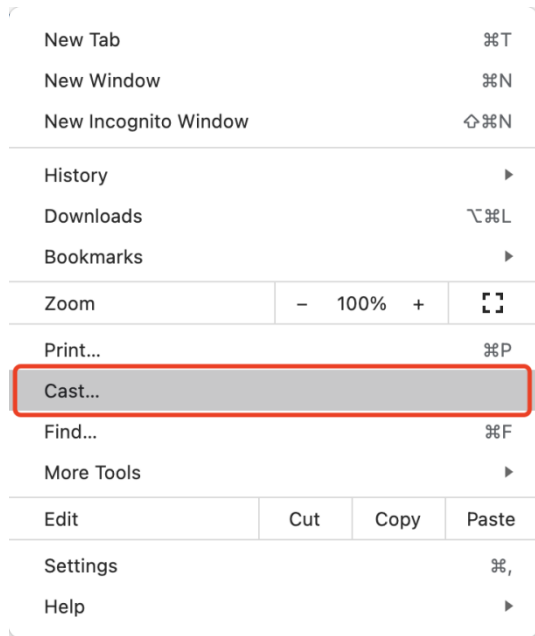 New Tab ⌘T
New Window ⌘N
New Incognito Window ⇧⌘N
History
Downloads ⌥⌘L
Bookmarks
Zoom − 100% +
Print... ⌘P
Cast...
Find... ⌘F
More Tools
Edit Cut Copy Paste
Settings ⌘,
Help